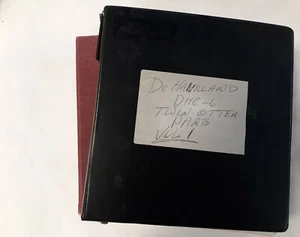 De HAVILLAND
DHC-6
TWIN OTTER
PARTS
VOL 1